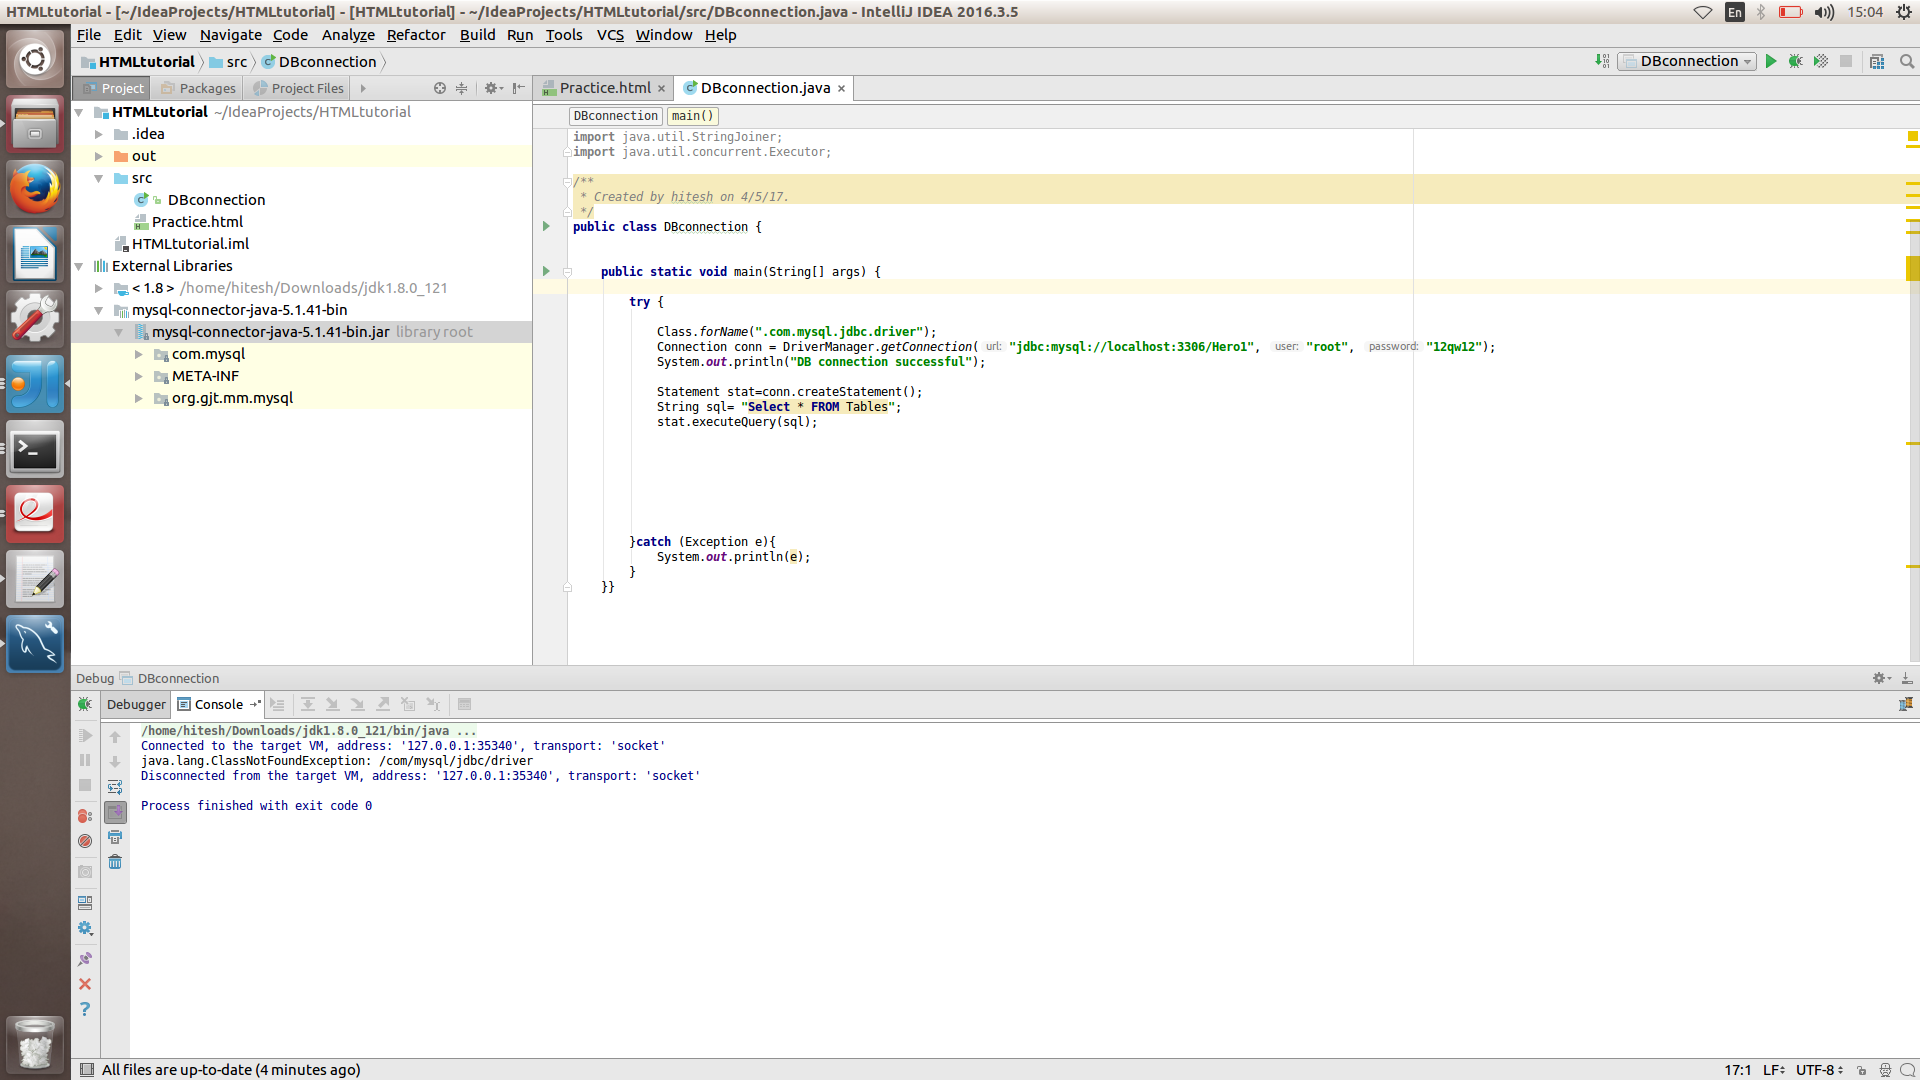 HTMLtutorial - [~/IdeaProjects/HTMLtutorial] - [HTMLtutorial] - ~/IdeaProjects/HTMLtutorial/src/DBconnection.java - IntelliJ IDEA 2016.3.5
En
15:04
File Edit View Navigate Code Analyze Refactor Build Run Tools VCS Window Help
HTMLtutorial src DBconnection
DBconnection
Project Packages Project Files
Practice.html DBconnection.java
HTMLtutorial ~/IdeaProjects/HTMLtutorial
.idea
out
src
DBconnection
Practice.html
HTMLtutorial.iml
External Libraries
< 1.8 > /home/hitesh/Downloads/jdk1.8.0_121
mysql-connector-java-5.1.41-bin
mysql-connector-java-5.1.41-bin.jar library root
com.mysql
META-INF
org.gjt.mm.mysql
DBconnection main()
import java.util.StringJoiner;
import java.util.concurrent.Executor;
/**
* Created by hitesh on 4/5/17.
*/
public class DBconnection {
public static void main(String[] args) {
try {
Class.forName(".com.mysql.jdbc.driver");
Connection conn = DriverManager.getConnection( url: "jdbc:mysql://localhost:3306/Hero1", user: "root", password: "12qw12");
System.out.println("DB connection successful");
Statement stat=conn.createStatement();
String sql= "Select * FROM Tables";
stat.executeQuery(sql);
}catch (Exception e){
System.out.println(e);
}
}}
Debug DBconnection
Debugger Console
/home/hitesh/Downloads/jdk1.8.0_121/bin/java ...
Connected to the target VM, address: '127.0.0.1:35340', transport: 'socket'
java.lang.ClassNotFoundException: /com/mysql/jdbc/driver
Disconnected from the target VM, address: '127.0.0.1:35340', transport: 'socket'
Process finished with exit code 0
All files are up-to-date (4 minutes ago)
17:1 LF UTF-8